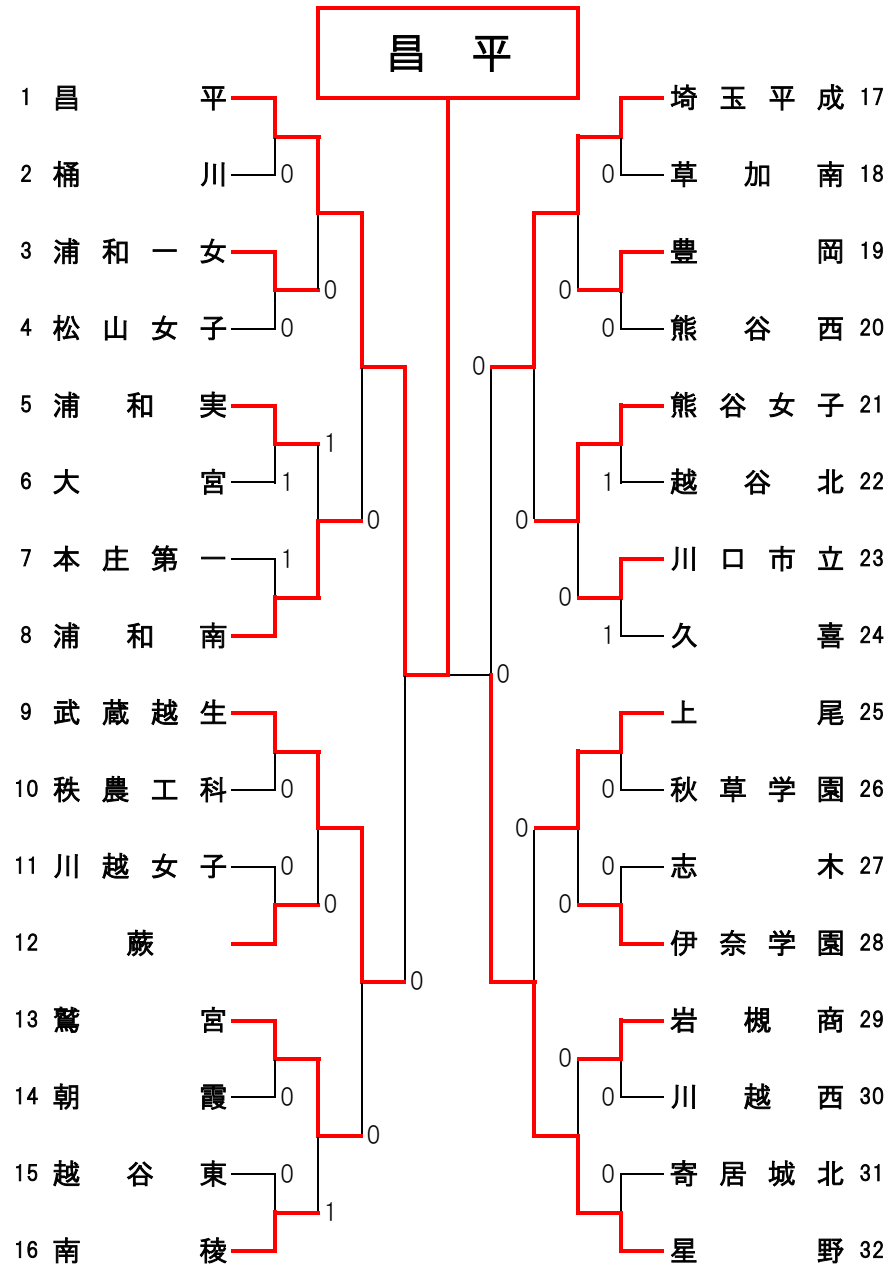 昌 平
1 昌 平
2 桶 川
0
3 浦 和 一 女
0
4 松 山 女 子
0
5 浦 和 実
1
6 大 宮
1
0
7 本 庄 第 一
1
8 浦 和 南
9 武 蔵 越 生
10 秩 農 工 科
0
11 川 越 女 子
0
0
12 蕨
0
13 鷲 宮
14 朝 霞
0
0
15 越 谷 東
0
1
16 南 稜
埼 玉 平 成 17
0
草 加 南 18
豊 岡 19
0
0
熊 谷 西 20
0
熊 谷 女 子 21
1
越 谷 北 22
0
川 口 市 立 23
0
1
久 喜 24
0
上 尾 25
0
秋 草 学 園 26
0
0
志 木 27
0
伊 奈 学 園 28
岩 槻 商 29
0
0
川 越 西 30
0
寄 居 城 北 31
星 野 32